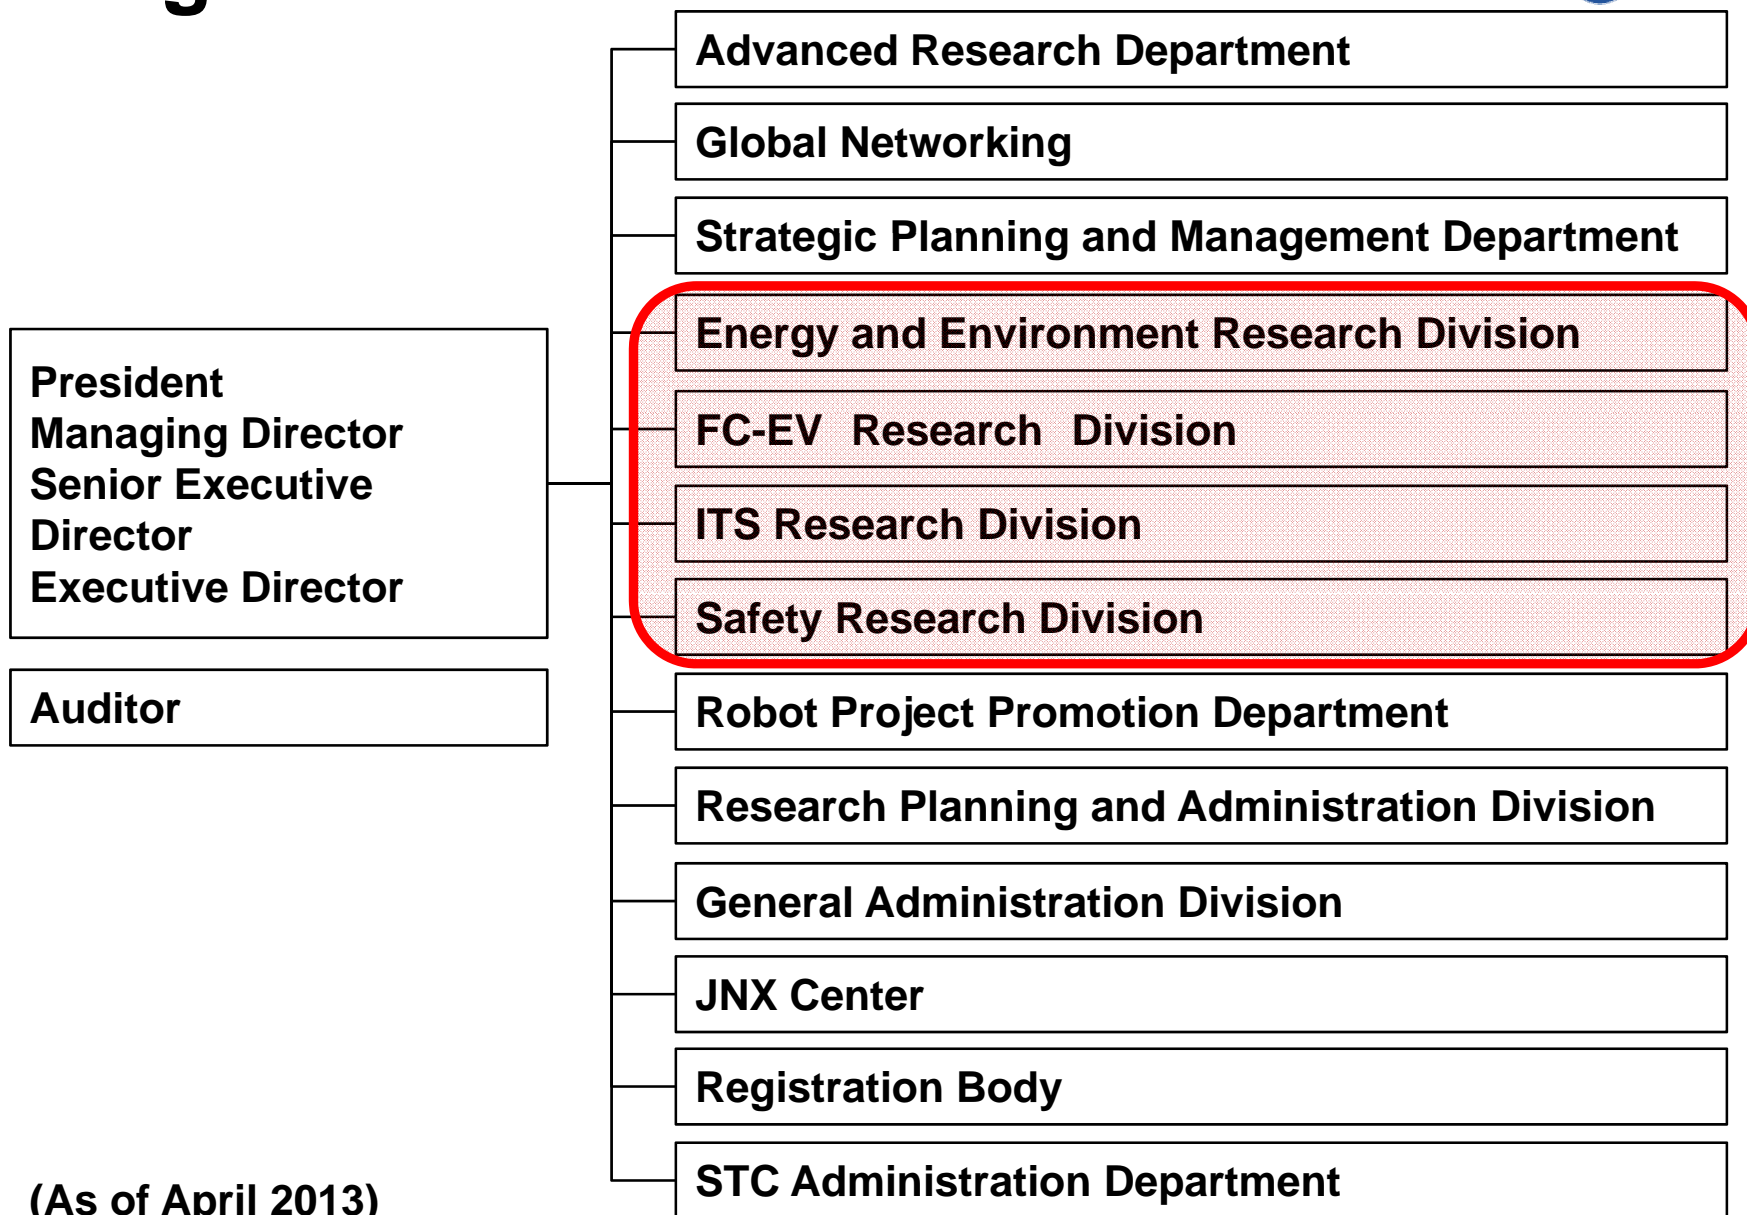 President
Managing Director
Senior Executive
Director
Executive Director
Auditor
Advanced Research Department
Global Networking
Strategic Planning and Management Department
Energy and Environment Research Division
FC-EV Research Division
ITS Research Division
Safety Research Division
Robot Project Promotion Department
Research Planning and Administration Division
General Administration Division
JNX Center
Registration Body
STC Administration Department
(As of April 2013)